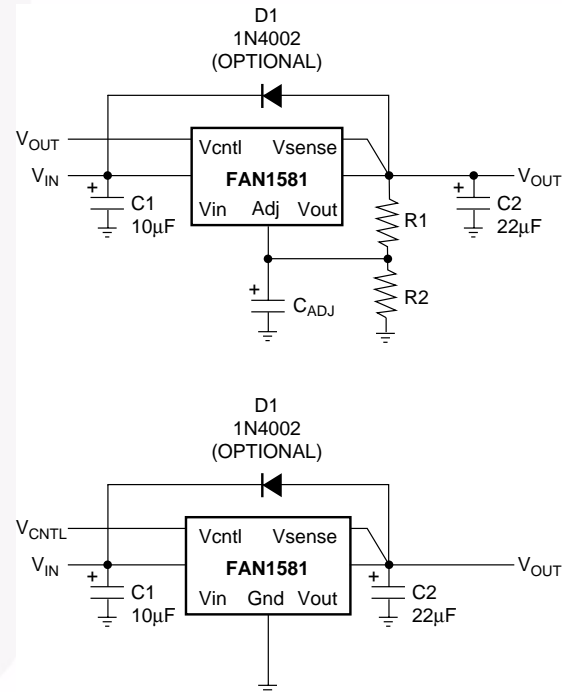 D1
1N4002
(OPTIONAL)
VOUT
Vcntl Vsense
VIN
FAN1581
VOUT
+
C1
10µF
Vin Adj Vout
R1
+
C2
22µF
+
CADJ
R2
D1
1N4002
(OPTIONAL)
VCNTL
Vcntl Vsense
VIN
FAN1581
VOUT
+
C1
10µF
Vin Gnd Vout
+
C2
22µF